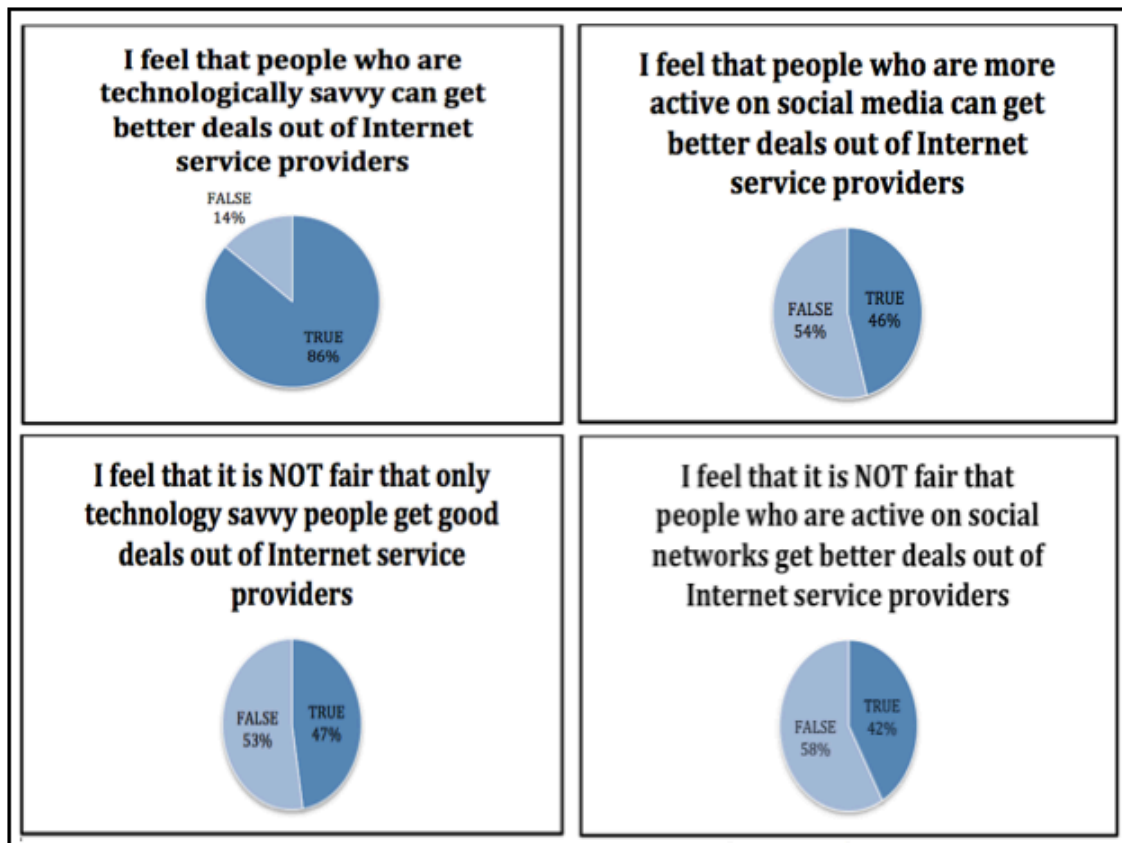 I feel that people who are
technologically savvy can get
better deals out of Internet
service providers
FALSE
14%
TRUE
86%
I feel that people who are more
active on social media can get
better deals out of Internet
service providers
FALSE
54%
TRUE
46%
I feel that it is NOT fair that only
technology savvy people get good
deals out of Internet service
providers
FALSE
53%
TRUE
47%
I feel that it is NOT fair that
people who are active on social
networks get better deals out of
Internet service providers
FALSE
58%
TRUE
42%